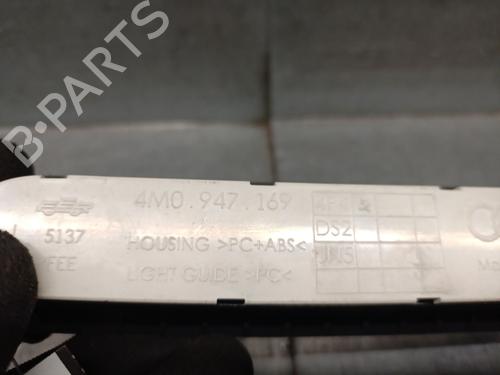 B-PARTS
4M0.947.169
5137
HOUSING >PC+ABS<
DS2
LIGHT GUIDE >PC<